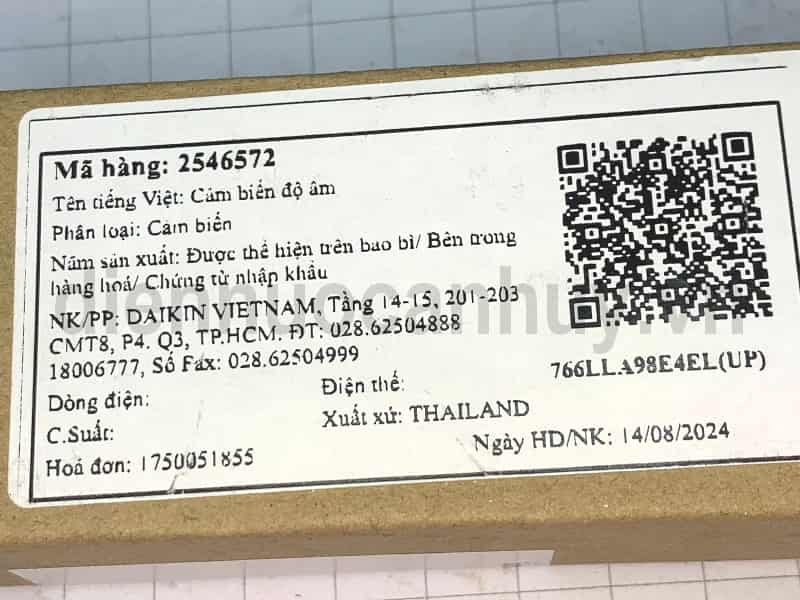 Mã hàng: 2546572
Tên tiếng Việt: Cảm biến độ ẩm
Phân loại: Cảm biến
Năm sản xuất: Được thể hiện trên bao bì/ Bên trong
hàng hoá/ Chứng từ nhập khẩu
NK/PP: DAIKIN VIETNAM, Tầng 14-15, 201-203
CMT8, P4. Q3, TP.HCM. ĐT: 028.62504888
18006777, Số Fax: 028.62504999
766LLA98E4EL(UP)
Dòng điện: Điện thế:
C.Suất: Xuất xứ: THAILAND
Hoá đơn: 1750051855 Ngày HD/NK: 14/08/2024
diennuocanhuy.vn